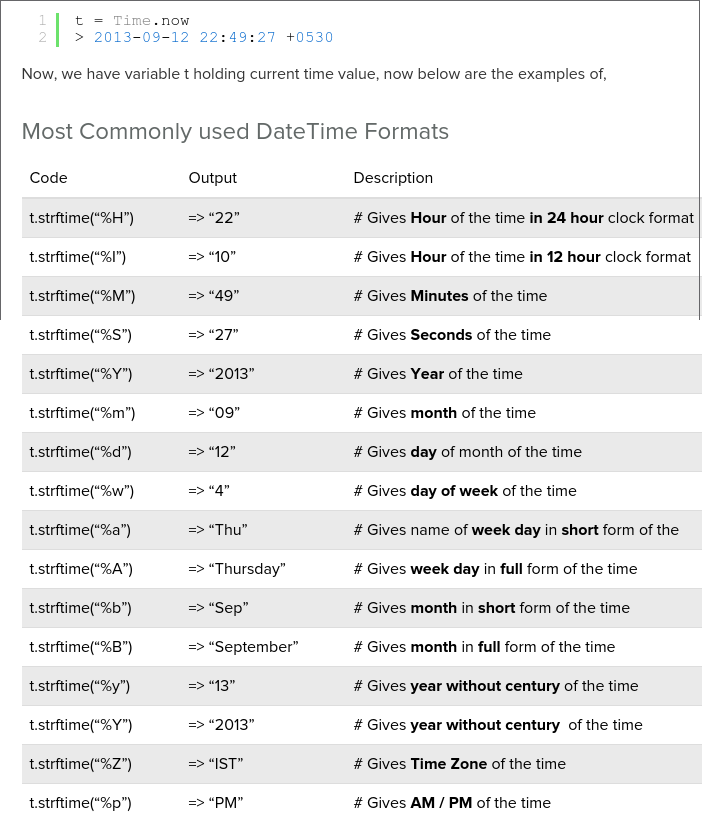 1 t = Time.now
2 > 2013-09-12 22:49:27 +0530
Now, we have variable t holding current time value, now below are the examples of,
Most Commonly used DateTime Formats
Code Output Description
t.strftime(“%H”) => “22” # Gives Hour of the time in 24 hour clock format
t.strftime(“%I”) => “10” # Gives Hour of the time in 12 hour clock format
t.strftime(“%M”) => “49” # Gives Minutes of the time
t.strftime(“%S”) => “27” # Gives Seconds of the time
t.strftime(“%Y”) => “2013” # Gives Year of the time
t.strftime(“%m”) => “09” # Gives month of the time
t.strftime(“%d”) => “12” # Gives day of month of the time
t.strftime(“%w”) => “4” # Gives day of week of the time
t.strftime(“%a”) => “Thu” # Gives name of week day in short form of the
t.strftime(“%A”) => “Thursday” # Gives week day in full form of the time
t.strftime(“%b”) => “Sep” # Gives month in short form of the time
t.strftime(“%B”) => “September” # Gives month in full form of the time
t.strftime(“%y”) => “13” # Gives year without century of the time
t.strftime(“%Y”) => “2013” # Gives year without century of the time
t.strftime(“%Z”) => “IST” # Gives Time Zone of the time
t.strftime(“%p”) => “PM” # Gives AM / PM of the time